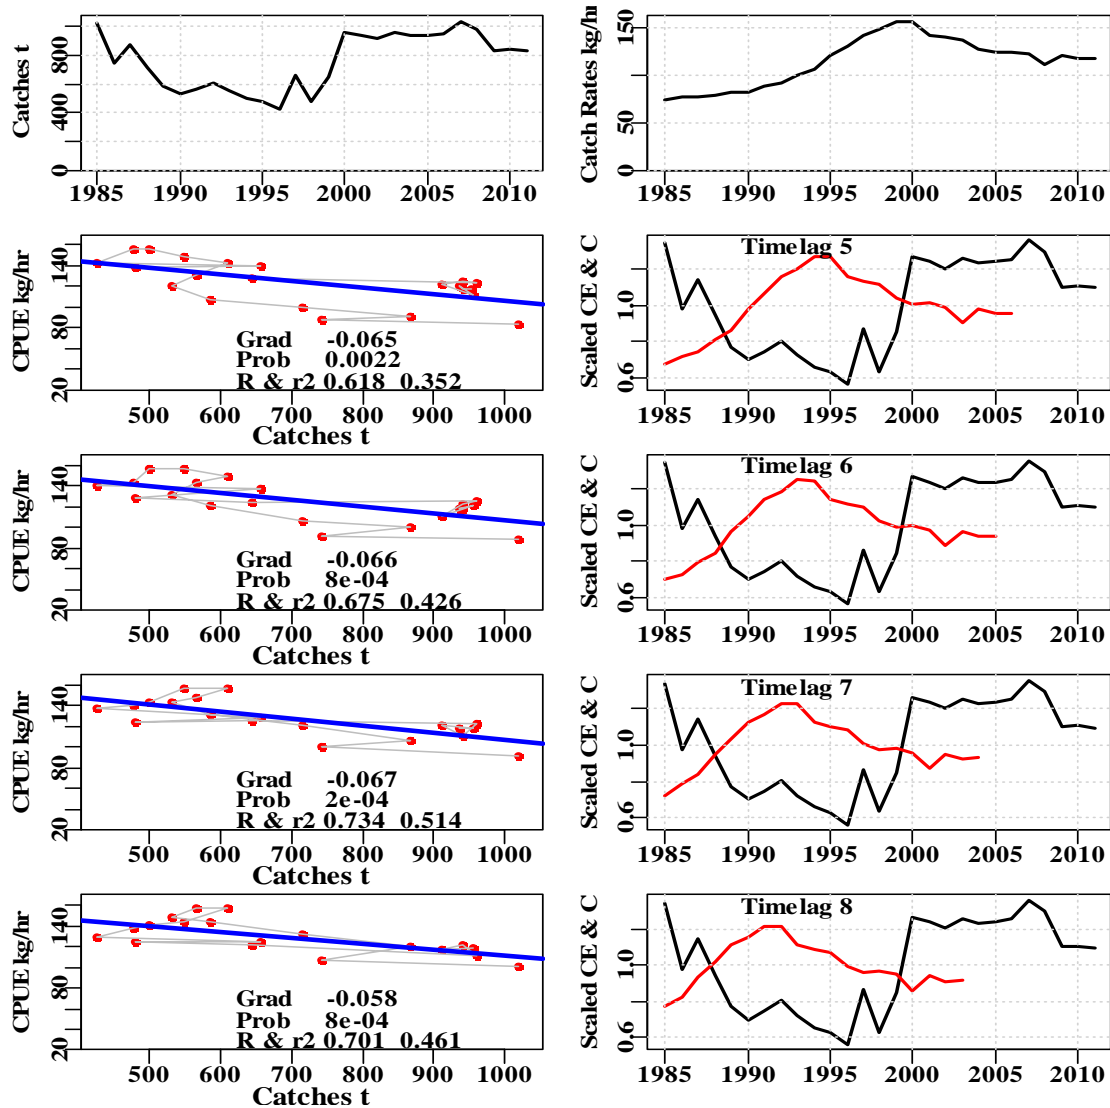 Catches t
0 400 800
1985 1990 1995 2000 2005 2010
Catch Rates kg/hr
0 50 150
1985 1990 1995 2000 2005 2010
CPUE kg/hr
20 80 140
Grad -0.065
Prob 0.0022
R & r2 0.618 0.352
500 600 700 800 900 1000
Catches t
Scaled CE & C
0.6 1.0
Timelag 5
1985 1990 1995 2000 2005 2010
CPUE kg/hr
20 80 140
Grad -0.066
Prob 8e-04
R & r2 0.675 0.426
500 600 700 800 900 1000
Catches t
Scaled CE & C
0.6 1.0
Timelag 6
1985 1990 1995 2000 2005 2010
CPUE kg/hr
20 80 140
Grad -0.067
Prob 2e-04
R & r2 0.734 0.514
500 600 700 800 900 1000
Catches t
Scaled CE & C
0.6 1.0
Timelag 7
1985 1990 1995 2000 2005 2010
CPUE kg/hr
20 80 140
Grad -0.058
Prob 8e-04
R & r2 0.701 0.461
500 600 700 800 900 1000
Catches t
Scaled CE & C
0.6 1.0
Timelag 8
1985 1990 1995 2000 2005 2010